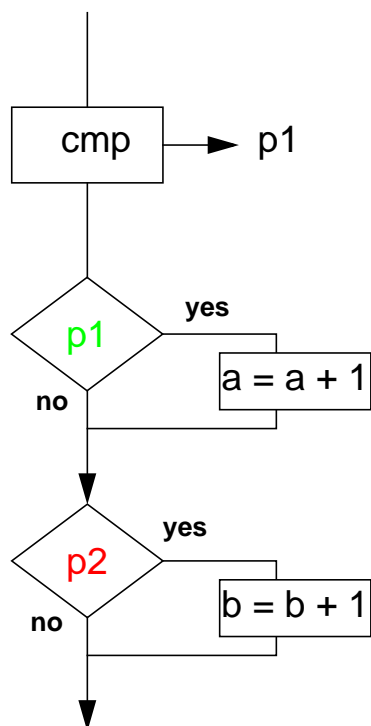 cmp p1
yes
p1
a = a + 1
no
yes
p2
b = b + 1
no